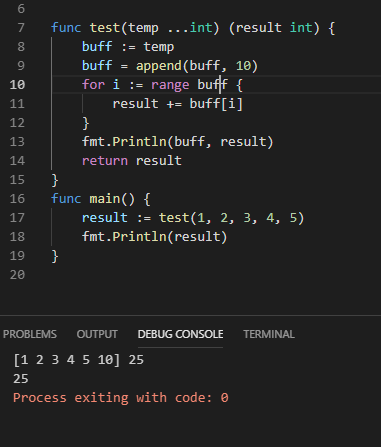 6
7 func test(temp ...int) (result int) {
8 buff := temp
9 buff = append(buff, 10)
10 for i := range buff {
11 result += buff[i]
12 }
13 fmt.Println(buff, result)
14 return result
15 }
16 func main() {
17 result := test(1, 2, 3, 4, 5)
18 fmt.Println(result)
19 }
20
PROBLEMS OUTPUT DEBUG CONSOLE TERMINAL
[1 2 3 4 5 10] 25
25
Process exiting with code: 0